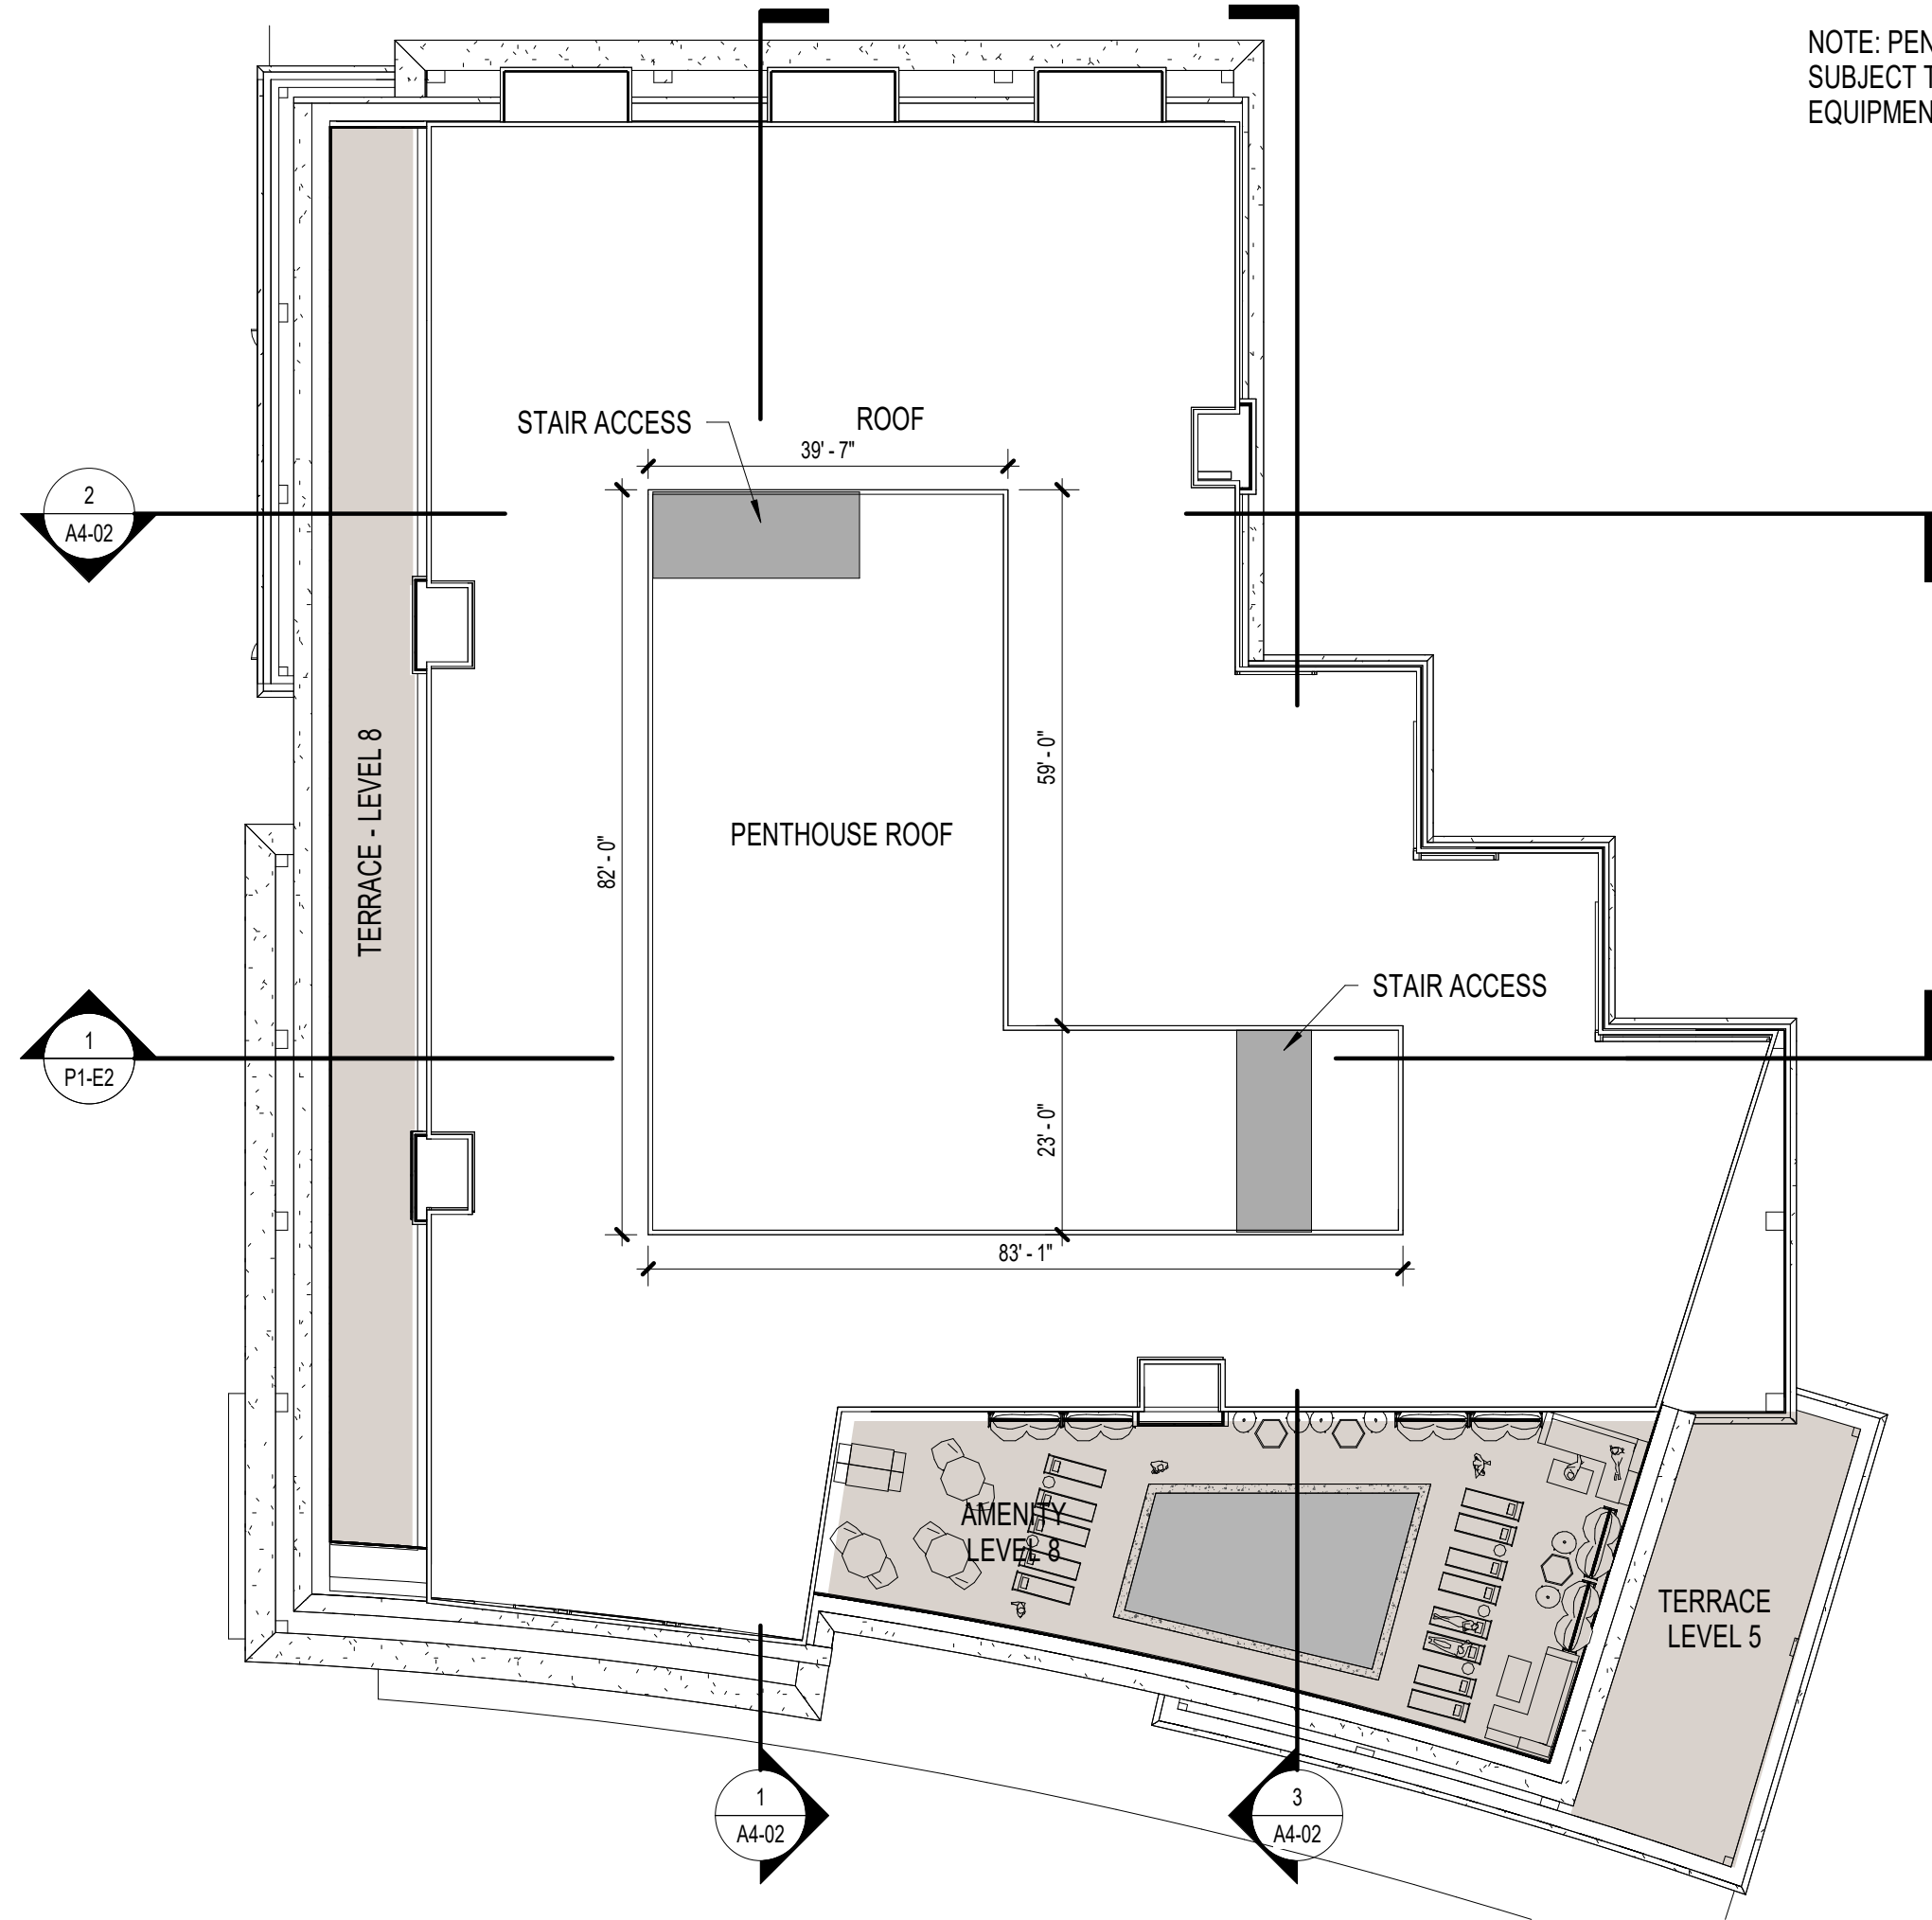 NOTE: PEN
SUBJECT T
EQUIPMEN
STAIR ACCESS
ROOF
39' - 7"
2
A4-02
59' - 0"
TERRACE - LEVEL 8
PENTHOUSE ROOF
82' - 0"
STAIR ACCESS
1
P1-E2
23' - 0"
83' - 1"
AMENITY
LEVEL 8
TERRACE
LEVEL 5
1
A4-02
3
A4-02